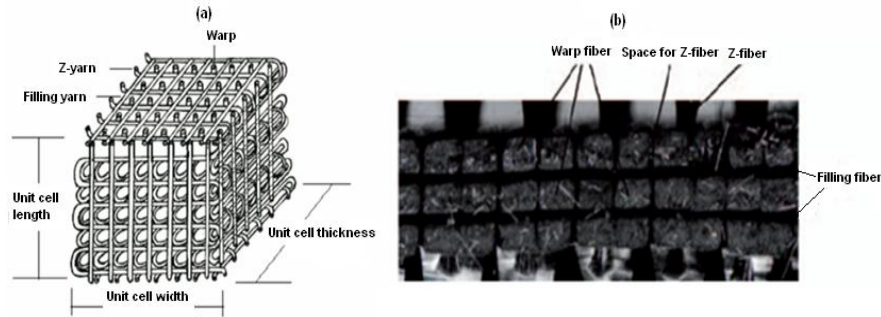 (a)
Warp
Z-yarn
Filling yarn
Unit cell
length
Unit cell thickness
Unit cell width
(b)
Warp fiber
Space for Z-fiber
Z-fiber
Filling fiber